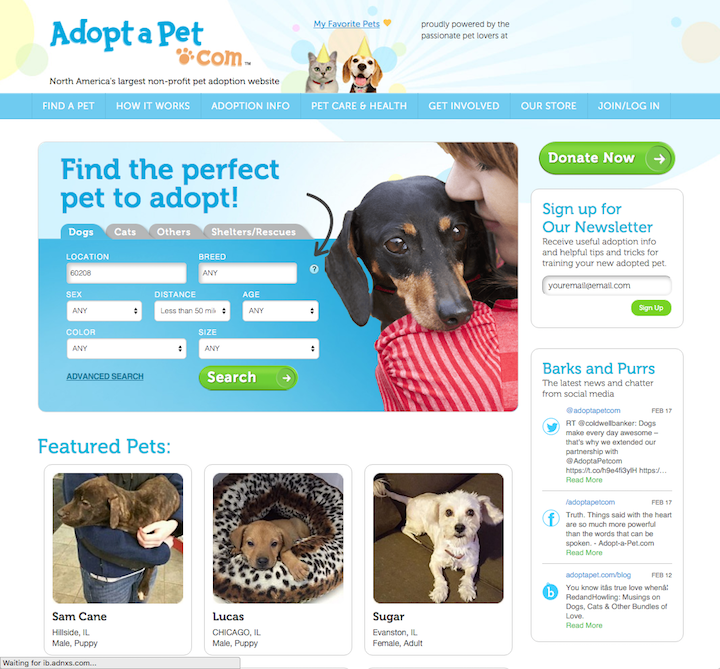 Adopt a Pet
.com™
North America's largest non-profit pet adoption website
My Favorite Pets
proudly powered by the
passionate pet lovers at
FIND A PET
HOW IT WORKS
ADOPTION INFO
PET CARE & HEALTH
GET INVOLVED
OUR STORE
JOIN/LOG IN
Find the perfect
pet to adopt!
Dogs
Cats
Others
Shelters/Rescues
LOCATION
BREED
60208
ANY
?
SEX
DISTANCE
AGE
ANY
Less than 50 mil
ANY
COLOR
SIZE
ANY
ANY
ADVANCED SEARCH
Search
Donate Now
Sign up for
Our Newsletter
Receive useful adoption info
and helpful tips and tricks for
training your new adopted pet.
youremail@email.com
Sign Up
Barks and Purrs
The latest news and chatter
from social media
@adoptapetcom
FEB 17
RT @coldwellbanker: Dogs
make every day awesome –
that's why we extended our
partnership with
@AdoptaPetcom
https://t.co/h9e4fi3ylH https:/…
Read More
/adoptapetcom
FEB 17
Truth. Things said with the heart
are so much more powerful
than the words that can be
spoken. - Adopt-a-Pet.com
Read More
adoptapet.com/blog
FEB 12
You know itâs true love whenâ¦
RedandHowling: Musings on
Dogs, Cats & Other Bundles of
Love.
Read More
Featured Pets:
Sam Cane
Hillside, IL
Male, Puppy
Lucas
CHICAGO, IL
Male, Puppy
Sugar
Evanston, IL
Female, Adult
Waiting for ib.adnxs.com...